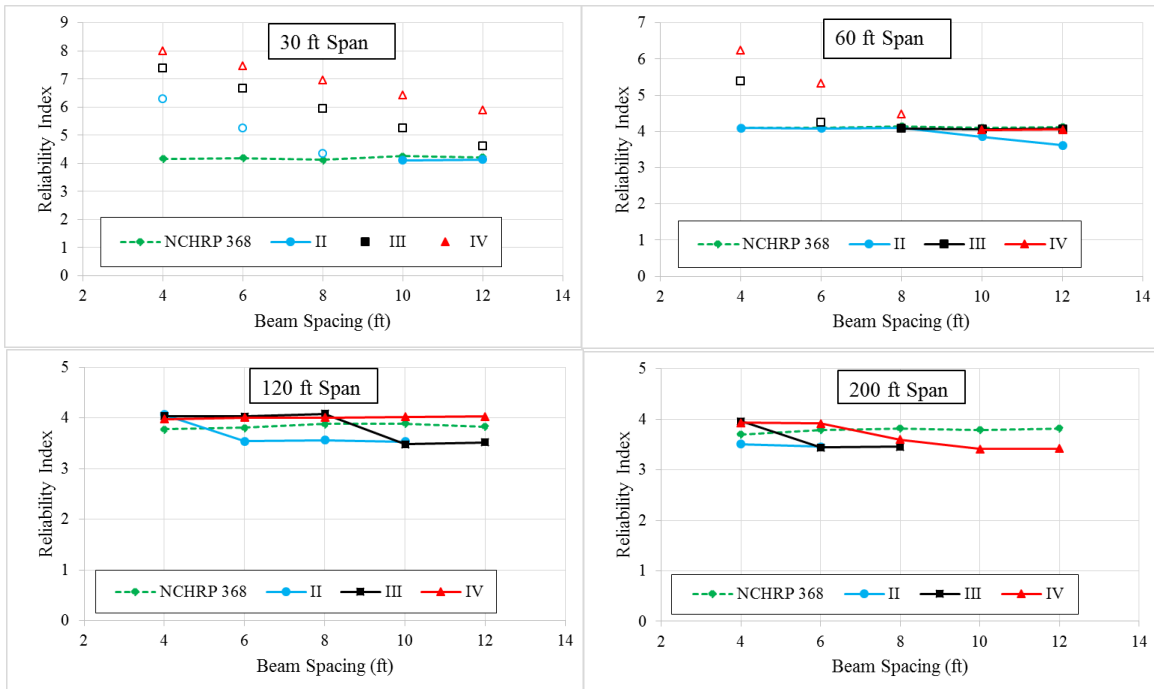 30 ft Span
Reliability Index
9
8
7
6
5
4
3
2
1
0
NCHRP 368 II III IV
2 4 6 8 10 12 14
Beam Spacing (ft)
60 ft Span
Reliability Index
7
6
5
4
3
2
1
0
NCHRP 368 II III IV
2 4 6 8 10 12 14
Beam Spacing (ft)
120 ft Span
Reliability Index
5
4
3
2
1
0
NCHRP 368 II III IV
2 4 6 8 10 12 14
Beam Spacing (ft)
200 ft Span
Reliability Index
5
4
3
2
1
0
NCHRP 368 II III IV
2 4 6 8 10 12 14
Beam Spacing (ft)